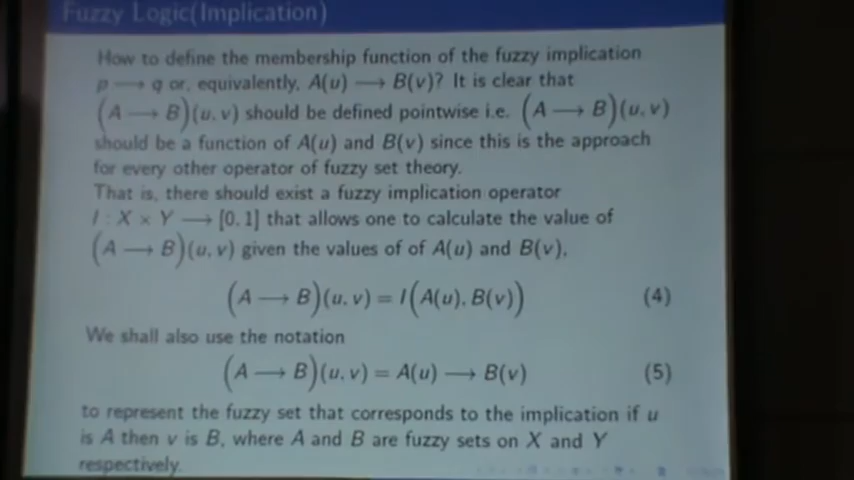 Fuzzy Logic(Implication)
How to define the membership function of the fuzzy implication
p ⟶ q or, equivalently, A(u) ⟶ B(v)? It is clear that
(A ⟶ B)(u, v) should be defined pointwise i.e. (A ⟶ B)(u, v)
should be a function of A(u) and B(v) since this is the approach
for every other operator of fuzzy set theory.
That is, there should exist a fuzzy implication operator
I : X × Y ⟶ [0, 1] that allows one to calculate the value of
(A ⟶ B)(u, v) given the values of of A(u) and B(v),
(A ⟶ B)(u, v) = I(A(u), B(v)) (4)
We shall also use the notation
(A ⟶ B)(u, v) = A(u) ⟶ B(v) (5)
to represent the fuzzy set that corresponds to the implication if u
is A then v is B, where A and B are fuzzy sets on X and Y
respectively.